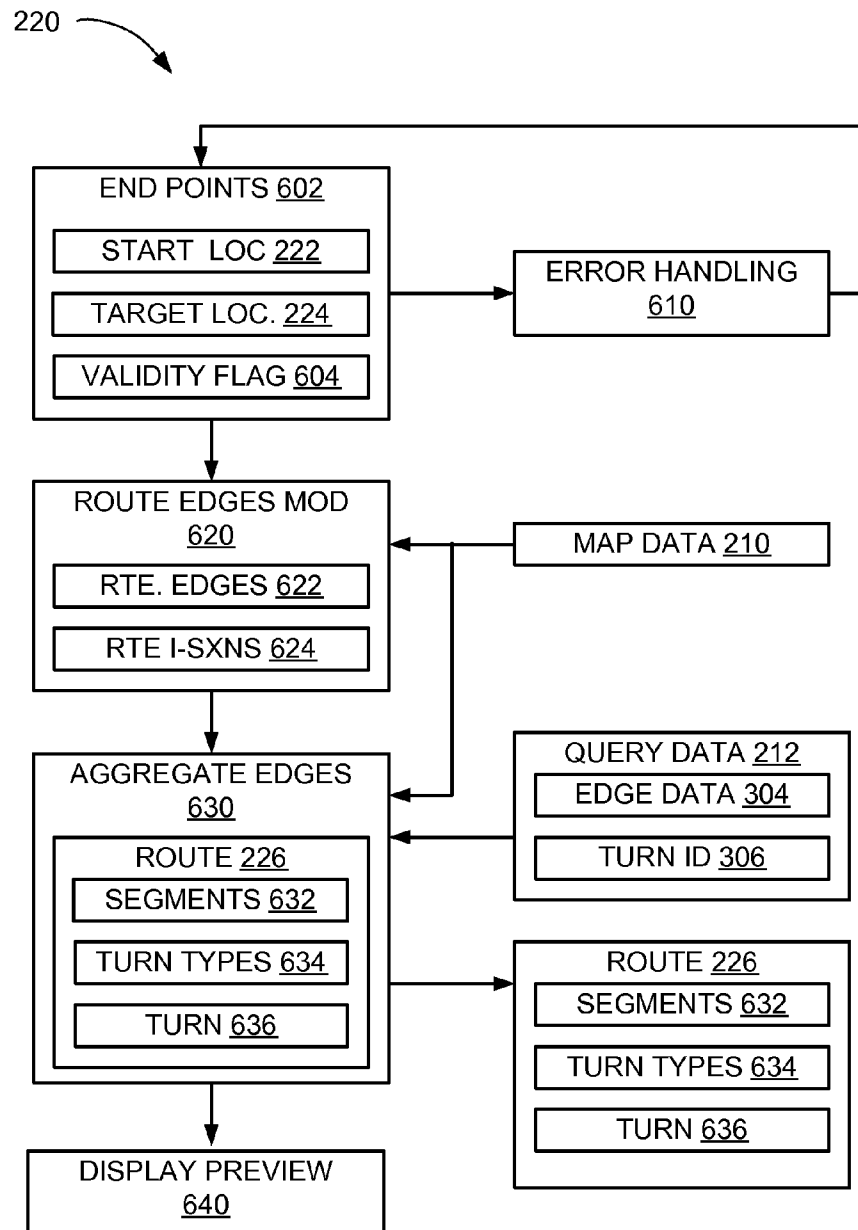 220
END POINTS 602
START LOC 222
TARGET LOC. 224
VALIDITY FLAG 604
ERROR HANDLING
610
ROUTE EDGES MOD
620
RTE. EDGES 622
RTE I-SXNS 624
MAP DATA 210
AGGREGATE EDGES
630
ROUTE 226
SEGMENTS 632
TURN TYPES 634
TURN 636
QUERY DATA 212
EDGE DATA 304
TURN ID 306
ROUTE 226
SEGMENTS 632
TURN TYPES 634
TURN 636
DISPLAY PREVIEW
640